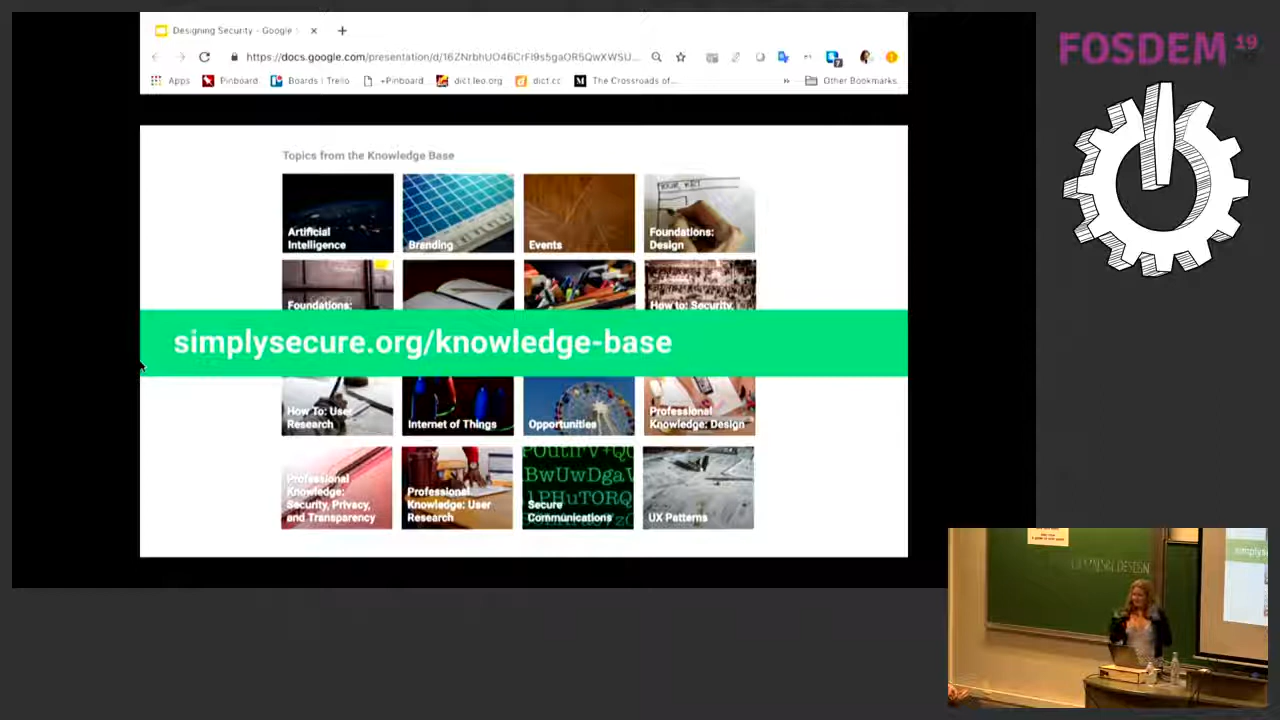 Designing Security - Google
FOSDEM 19
https://docs.google.com/presentation/d/16ZNrbhUO46CrFI9s5gaOR5QwXWSU...
Apps
Pinboard
Boards | Trello
+Pinboard
dict.leo.org
dict.cc
The Crossroads of...
Other Bookmarks
Topics from the Knowledge Base
Artificial
Intelligence
Branding
Events
Foundations:
Design
Foundations:
How to: Security,
simplysecure.org/knowledge-base
How To: User
Research
Internet of Things
Opportunities
Professional
Knowledge: Design
Professional
Knowledge:
Security, Privacy,
and Transparency
Professional
Knowledge: User
Research
Secure
Communications
UX Patterns